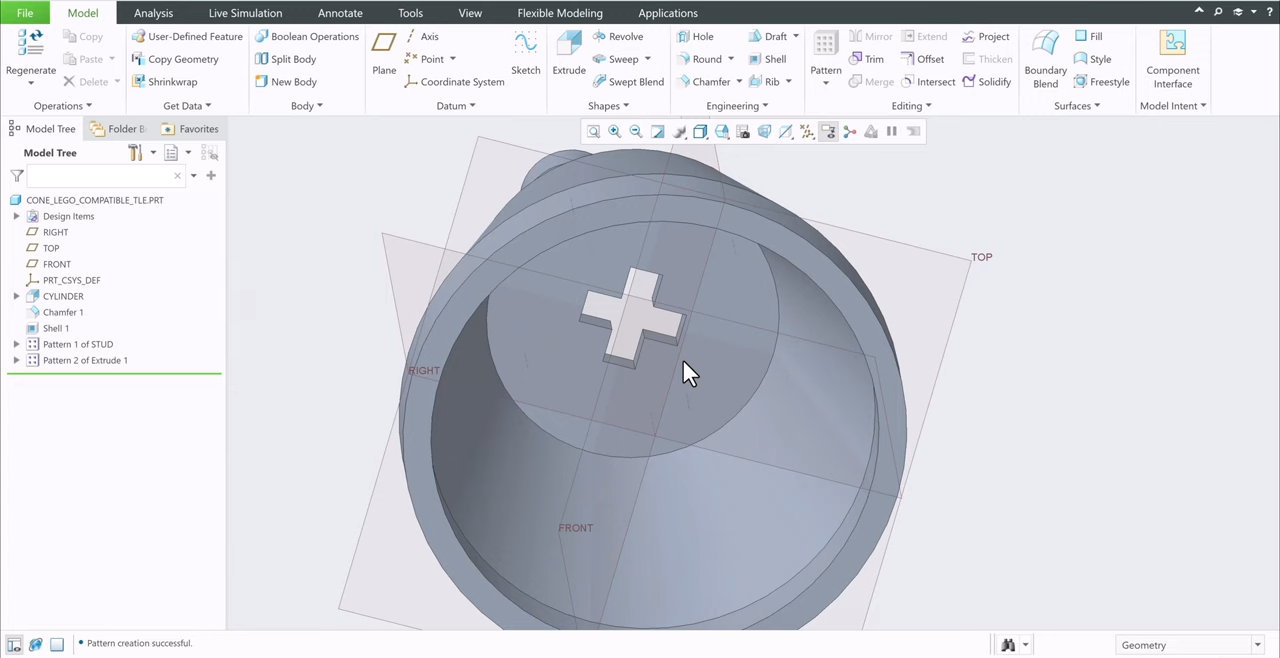 File Model Analysis Live Simulation Annotate Tools View Flexible Modeling Applications
Regenerate Copy Paste Delete
Operations
User-Defined Feature
Copy Geometry
Shrinkwrap
Get Data
Boolean Operations
Split Body
New Body
Body
Plane
Axis
Point
Coordinate System
Sketch
Datum
Extrude
Revolve
Sweep
Swept Blend
Shapes
Hole Draft
Round Shell
Chamfer Rib
Engineering
Pattern
Mirror Extend Project
Trim Offset Thicken
Merge Intersect Solidify
Editing
Boundary Blend
Fill
Style
Freestyle
Surfaces
Component Interface
Model Intent
Model Tree Folder B Favorites
Model Tree
CONE_LEGO_COMPATIBLE_TLE.PRT
Design Items
RIGHT
TOP
FRONT
PRT_CSYS_DEF
CYLINDER
Chamfer 1
Shell 1
Pattern 1 of STUD
Pattern 2 of Extrude 1
TOP
RIGHT
FRONT
Pattern creation successful.
Geometry